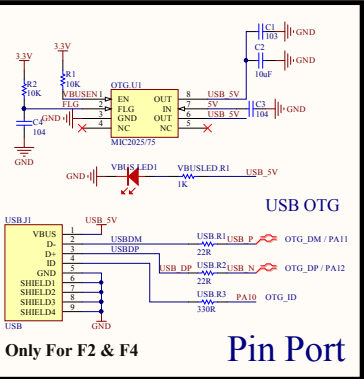 C1
103
GND
3.3V
3.3V
C2
10uF
GND
R2
10K
R1
10K
OTG.U1
VBUSEN
1
EN
OUT
8
USB_5V
FLG
2
FLG
IN
7
5V
C3
104
GND
GND
3
GND
OUT
6
USB_5V
4
NC
NC
5
MIC2025/75
C4
104
GND
VBUS.LED1
VBUSLED.R1
GND
1K
USB_5V
USB OTG
USB.J1
USB_5V
VBUS
1
D-
2
USBDM
USB.R1
22R
USB_P
OTG_DM / PA11
D+
3
USBDP
ID
4
USB_DP
USB.R2
22R
USB_N
OTG_DP / PA12
GND
5
SHIELD1
6
SHIELD2
7
SHIELD3
8
SHIELD4
9
USB.R3
330R
PA10
OTG_ID
USB
GND
Only For F2 & F4
Pin Port